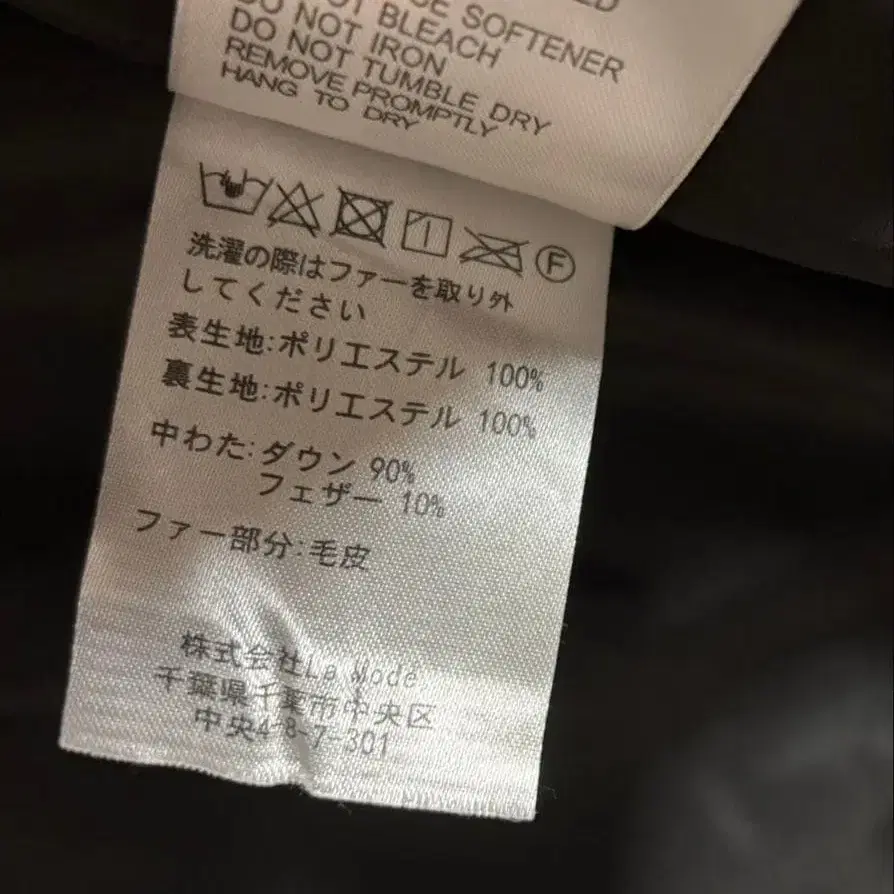 SOFTENER
BLEACH
DO NOT IRON
DO NOT TUMBLE DRY
REMOVE PROMPTLY
HANG TO DRY
F
洗濯の際はファーを取り外
してください
表生地:ポリエステル 100%
裏生地:ポリエステル 100%
中わた:ダウン 90%
フェザー 10%
ファー部分:毛皮
株式会社La Mode
千葉県千葉市中央区
中央4-8-7-301